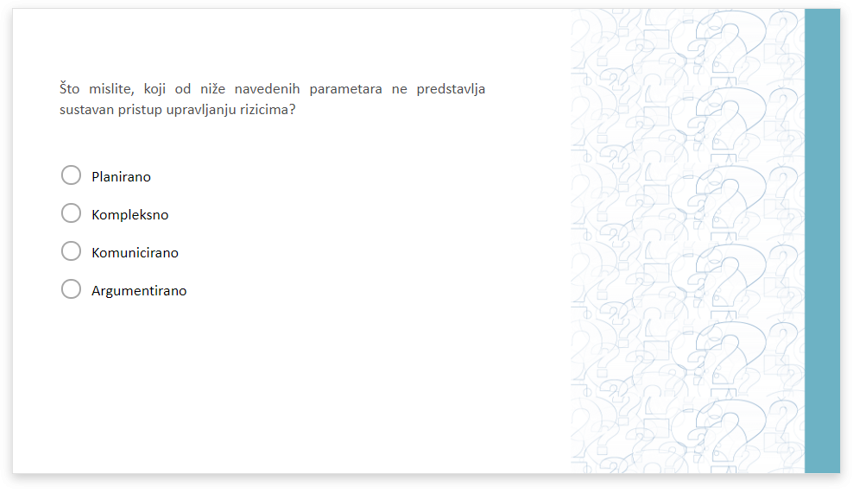 Što mislite, koji od niže navedenih parametara ne predstavlja
sustavan pristup upravljanju rizicima?
Planirano
Kompleksno
Komunicirano
Argumentirano